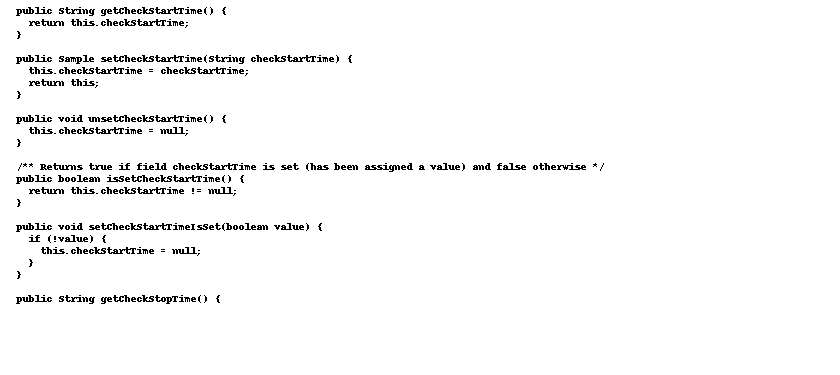 public String getCheckStartTime() {
  return this.checkStartTime;
}

public Sample setCheckStartTime(String checkStartTime) {
  this.checkStartTime = checkStartTime;
  return this;
}

public void unsetCheckStartTime() {
  this.checkStartTime = null;
}

/** Returns true if field checkStartTime is set (has been assigned a value) and false otherwise */
public boolean isSetCheckStartTime() {
  return this.checkStartTime != null;
}

public void setCheckStartTimeIsSet(boolean value) {
  if (!value) {
    this.checkStartTime = null;
  }
}

public String getCheckStopTime() {